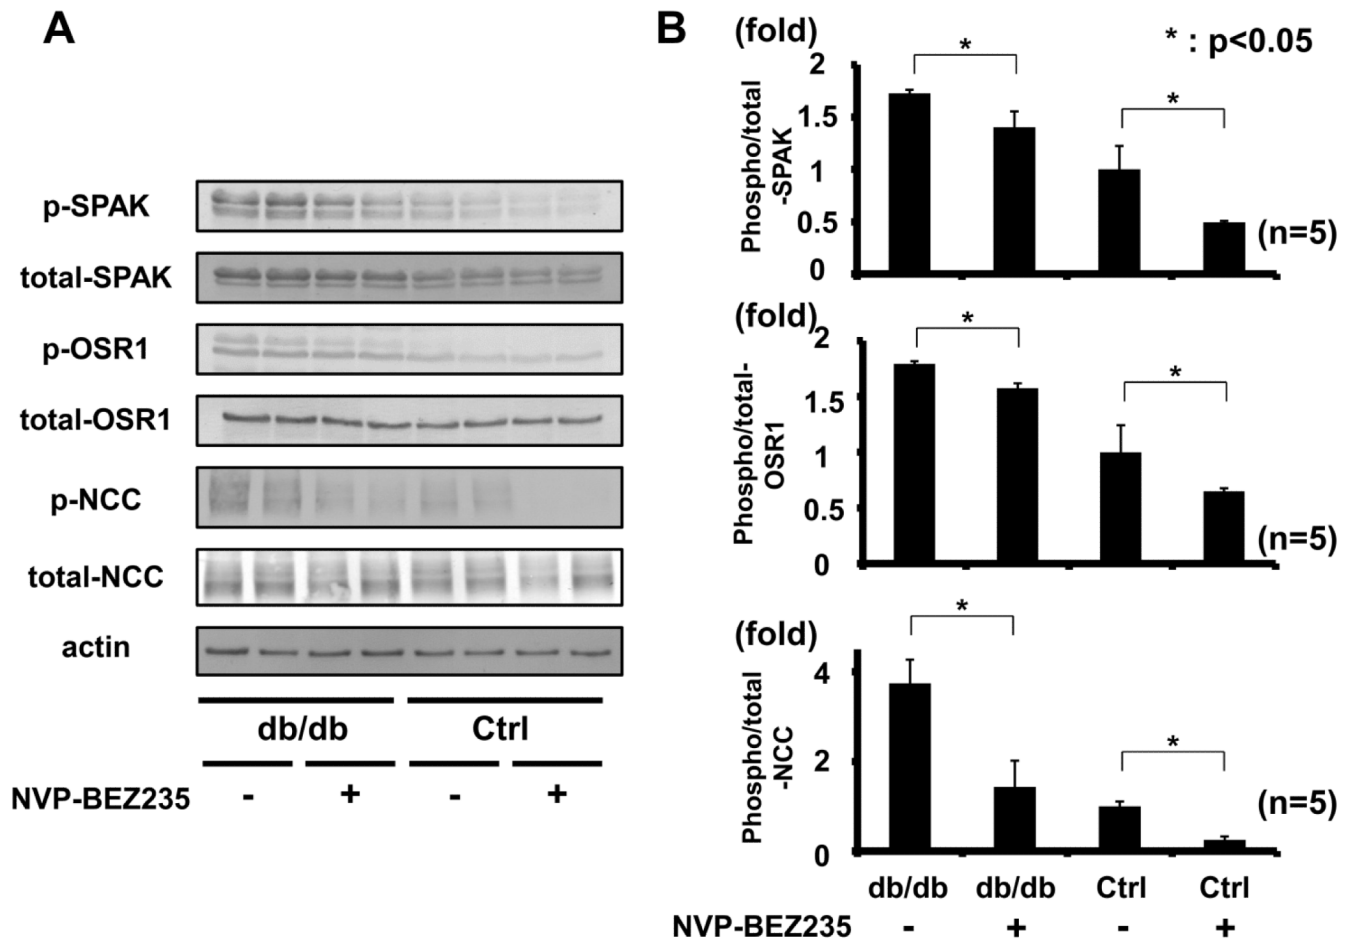 A
p-SPAK
total-SPAK
p-OSR1
total-OSR1
p-NCC
total-NCC
actin
db/db Ctrl
NVP-BEZ235 - + - +
B
(fold)
* : p<0.05
Phospho/total
-SPAK
2
1.5
1
0.5
0
*
*
(n=5)
(fold)
Phospho/total-
OSR1
2
1.5
1
0.5
0
*
*
(n=5)
(fold)
Phospho/total
-NCC
4
2
0
*
*
(n=5)
db/db db/db Ctrl Ctrl
NVP-BEZ235 - + - +